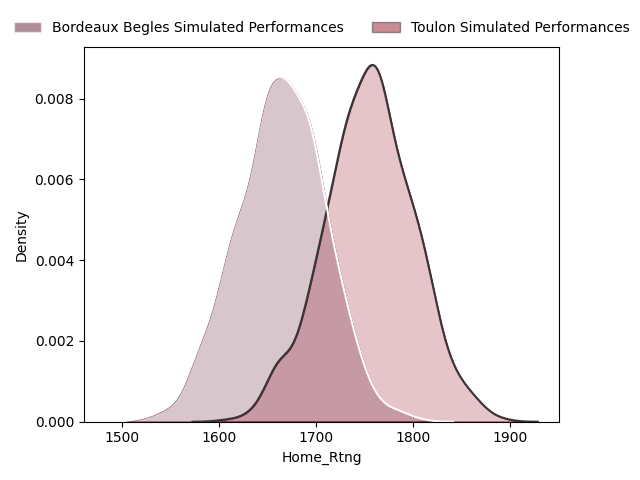 Bordeaux Begles Simulated Performances
Toulon Simulated Performances
Density
0.008
0.006
0.004
0.002
0.000
1500
1600
1700
1800
1900
Home_Rtng